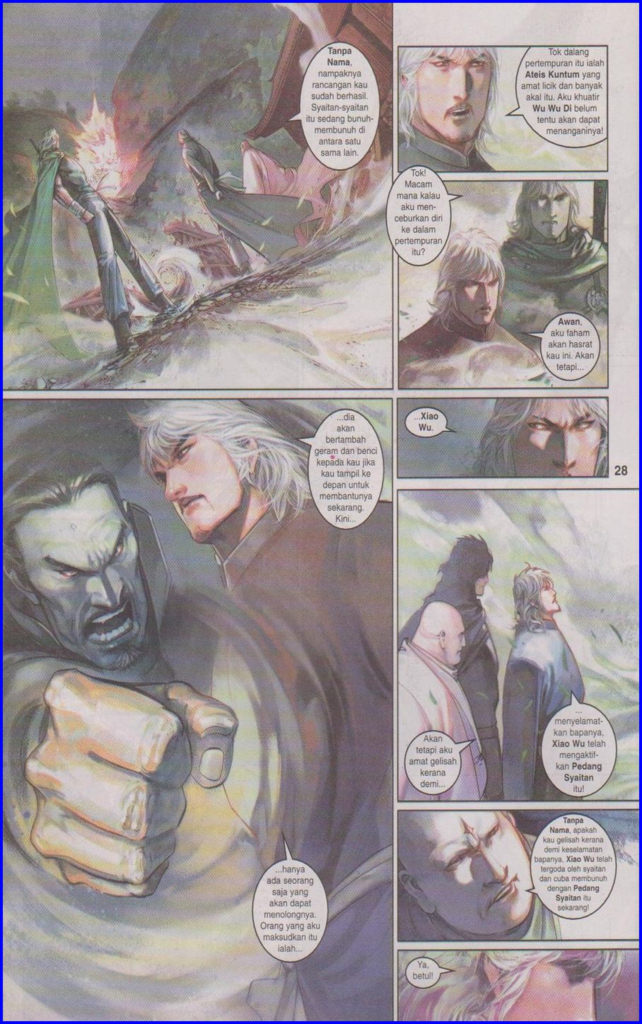 Tanpa
Nama,
nampaknya
rancangan kau
sudah berhasil.
Syaitan-syaitan
itu sedang bunuh-
membunuh di
antara satu
sama lain.
Tok dalang
pertempuran itu ialah
Ateis Kuntum yang
amat licik dan banyak
akal itu. Aku khuatir
Wu Wu Di belum
tentu akan dapat
menanganinya!
Tok!
Macam
mana kalau
aku men-
ceburkan diri
ke dalam
pertempuran
itu?
Awan,
aku faham
akan hasrat
kau ini. Akan
tetapi...
...dia
akan
bertambah
geram dan benci
kepada kau jika
kau tampil ke
depan untuk
membantunya
sekarang.
Kini...
...hanya
ada seorang
saja yang
akan dapat
menolongnya.
Orang yang aku
maksudkan itu
ialah...
...Xiao
Wu.
28
Akan
tetapi aku
amat gelisah
kerana
demi...
...
menyelamat-
kan bapanya,
Xiao Wu telah
mengaktif-
kan Pedang
Syaitan
itu!
Tanpa
Nama, apakah
kau gelisah kerana
demi keselamatan
bapanya, Xiao Wu telah
tergoda oleh syaitan
dan cuba membunuh
dengan Pedang
Syaitan itu
sekarang!
Ya,
betul!